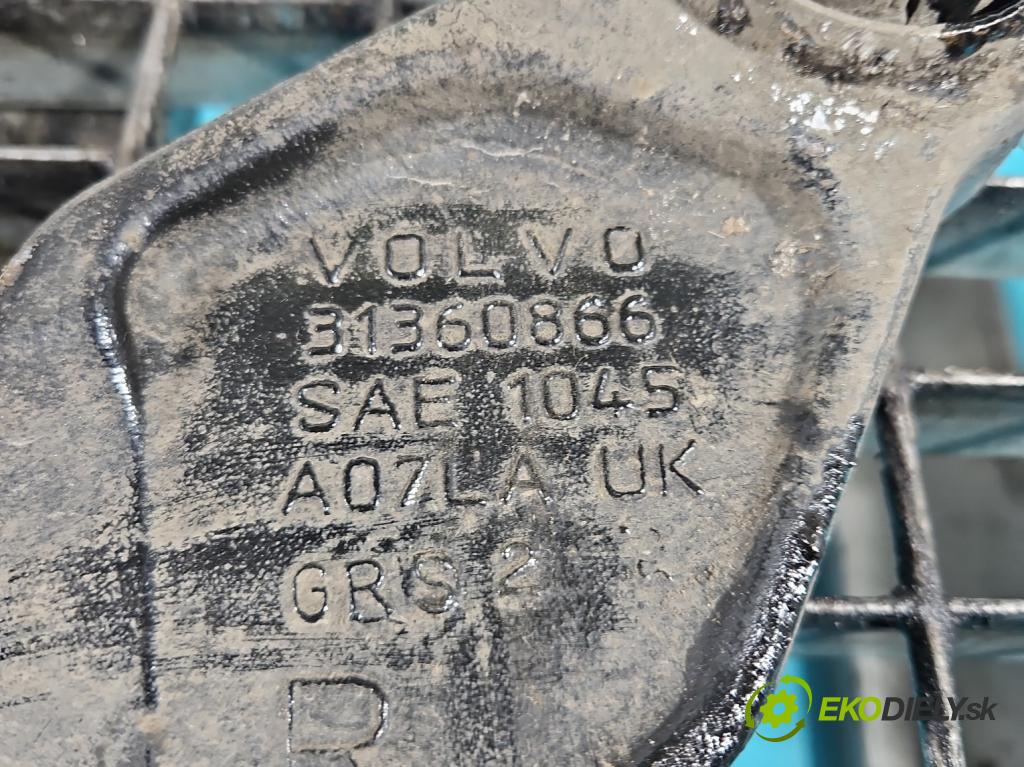 VOLVO
31360866
SAE 1045
A07LA UK
GRS 2
EKODIELY.sk